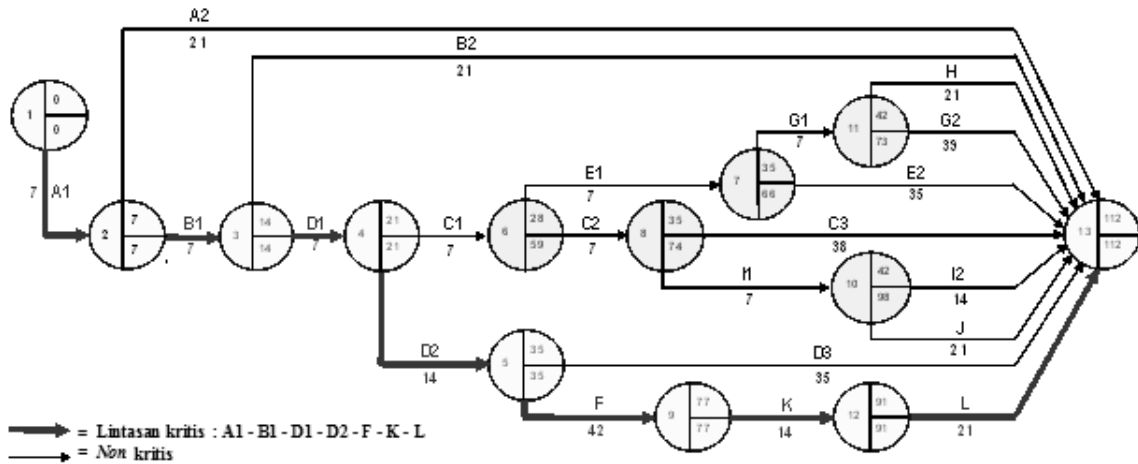 A2
21
B2
21
H
21
1
0
0
G1
7
11
42
73
G2
39
7 A1
E1
7
7
35
66
E2
35
2
7
7
B1
7
3
14
14
D1
7
4
21
21
C1
7
6
28
59
C2
7
8
35
74
C3
38
13
112
112
I1
7
10
42
98
I2
14
J
21
D2
14
5
35
35
D3
35
F
42
9
77
77
K
14
12
91
91
L
21
= Lintasan kritis : A1 - B1 - D1 - D2 - F - K - L
= Non kritis